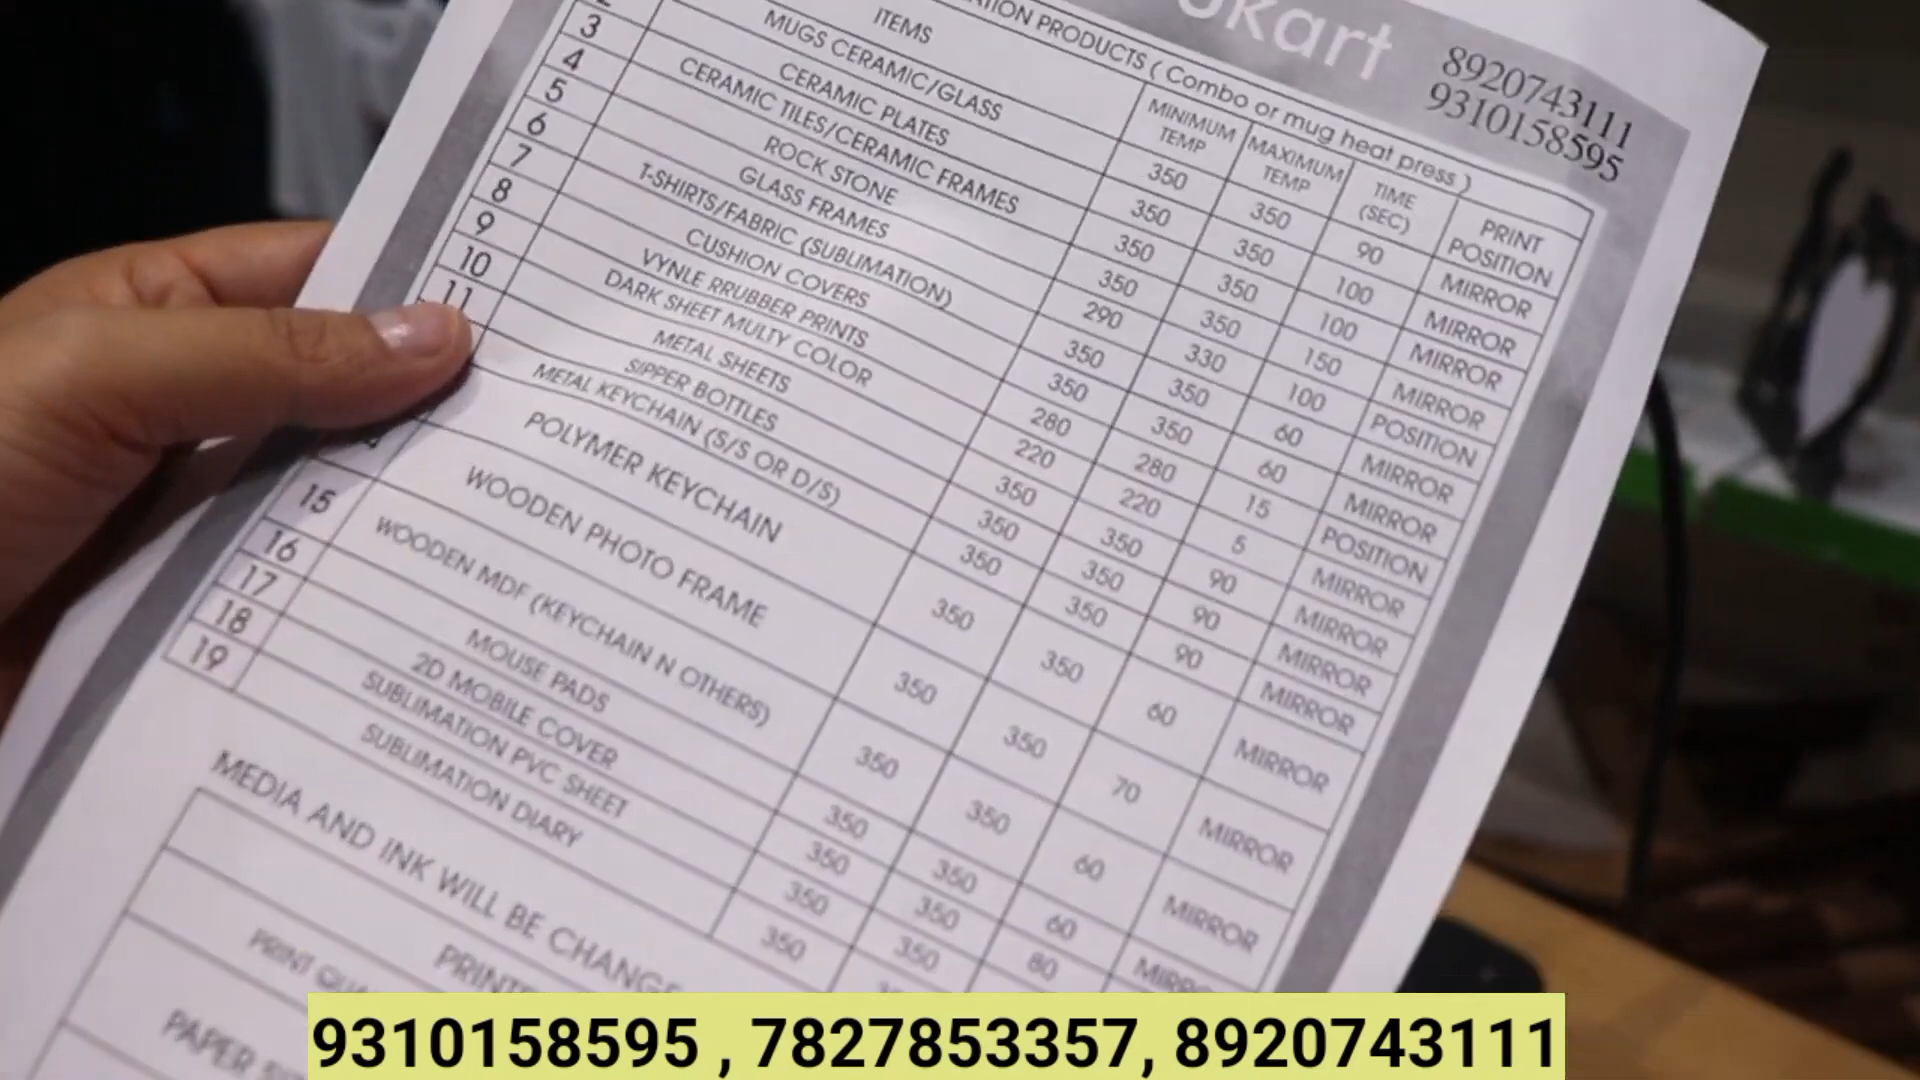 okart
8920743111
9310158595
ATION PRODUCTS ( Combo or mug heat press )
ITEMS MINIMUM TEMP MAXIMUM TEMP TIME (SEC) PRINT POSITION
MUGS CERAMIC/GLASS 350 350 90 MIRROR
CERAMIC PLATES 350 350 100 MIRROR
3 CERAMIC TILES/CERAMIC FRAMES 350 350 100 MIRROR
4 ROCK STONE 350 350 150 MIRROR
5 GLASS FRAMES 290 330 100 POSITION
6 T-SHIRTS/FABRIC (SUBLIMATION) 350 350 60 MIRROR
7 CUSHION COVERS 350 350 60 MIRROR
8 VYNLE RRUBBER PRINTS 280 280 15 POSITION
9 DARK SHEET MULTY COLOR 220 220 5 MIRROR
10 METAL SHEETS 350 350 90 MIRROR
11 SIPPER BOTTLES 350 350 90 MIRROR
METAL KEYCHAIN (S/S OR D/S) 350 350 90 MIRROR
POLYMER KEYCHAIN 350 350 60 MIRROR
WOODEN PHOTO FRAME 350 350 70 MIRROR
15 WOODEN MDF (KEYCHAIN N OTHERS) 350 350 60 MIRROR
16 MOUSE PADS 350 350 60 MIRR
17 2D MOBILE COVER 350 350 80
18 SUBLIMATION PVC SHEET 350 350
19 SUBLIMATION DIARY 350
MEDIA AND INK WILL BE CHANGE
PRINTE
PRINT QUA
PAPER
9310158595 , 7827853357, 8920743111